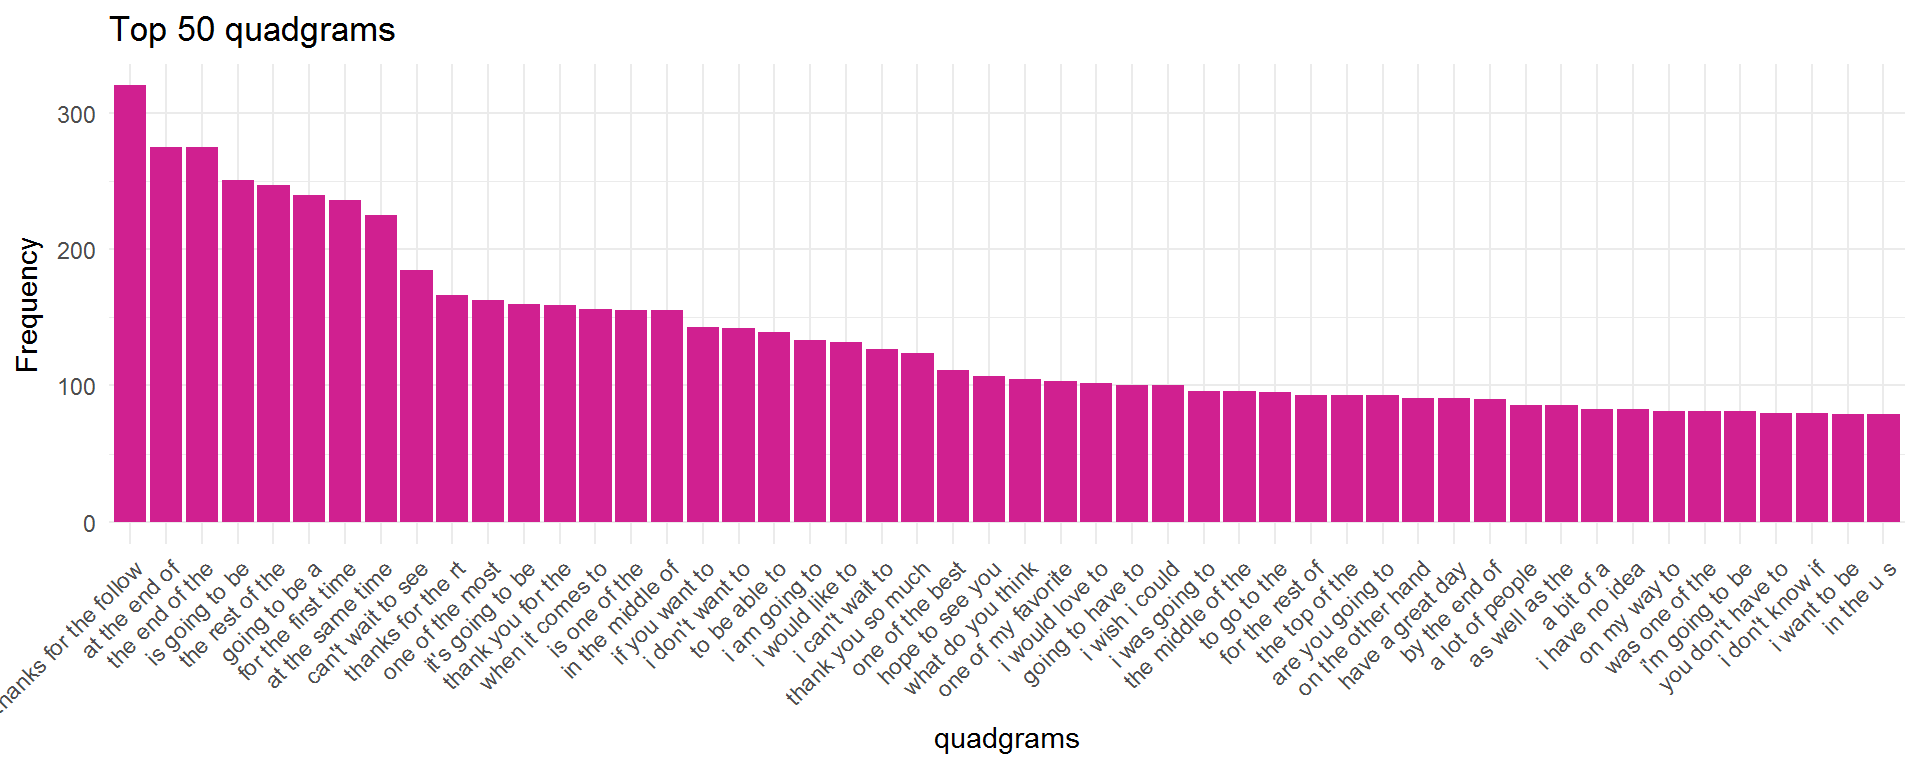 Top 50 quadgrams
Frequency
300
200
100
0
thanks for the follow
at the end of
the end of the
is going to be
the rest of the
going to be a
for the first time
at the same time
can't wait to see
thanks for the rt
one of the most
it's going to be
thank you for the
when it comes to
is one of the
in the middle of
if you want to
i don't want to
to be able to
i am going to
i would like to
i can't wait to
thank you so much
one of the best
hope to see you
what do you think
one of my favorite
i would love to
going to have to
i wish i could
i was going to
the middle of the
to go to the
for the rest of
the top of the
are you going to
on the other hand
have a great day
by the end of
a lot of people
as well as the
a bit of a
i have no idea
on my way to
was one of the
i'm going to be
you don't have to
i don't know if
i want to be
in the u s
quadgrams